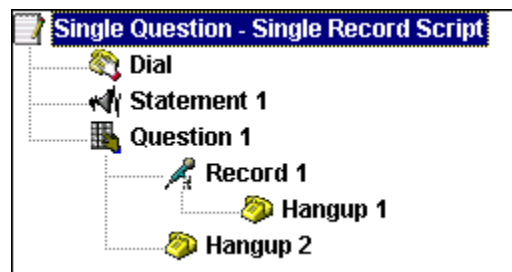 Single Question - Single Record Script
Dial
Statement 1
Question 1
Record 1
Hangup 1
Hangup 2